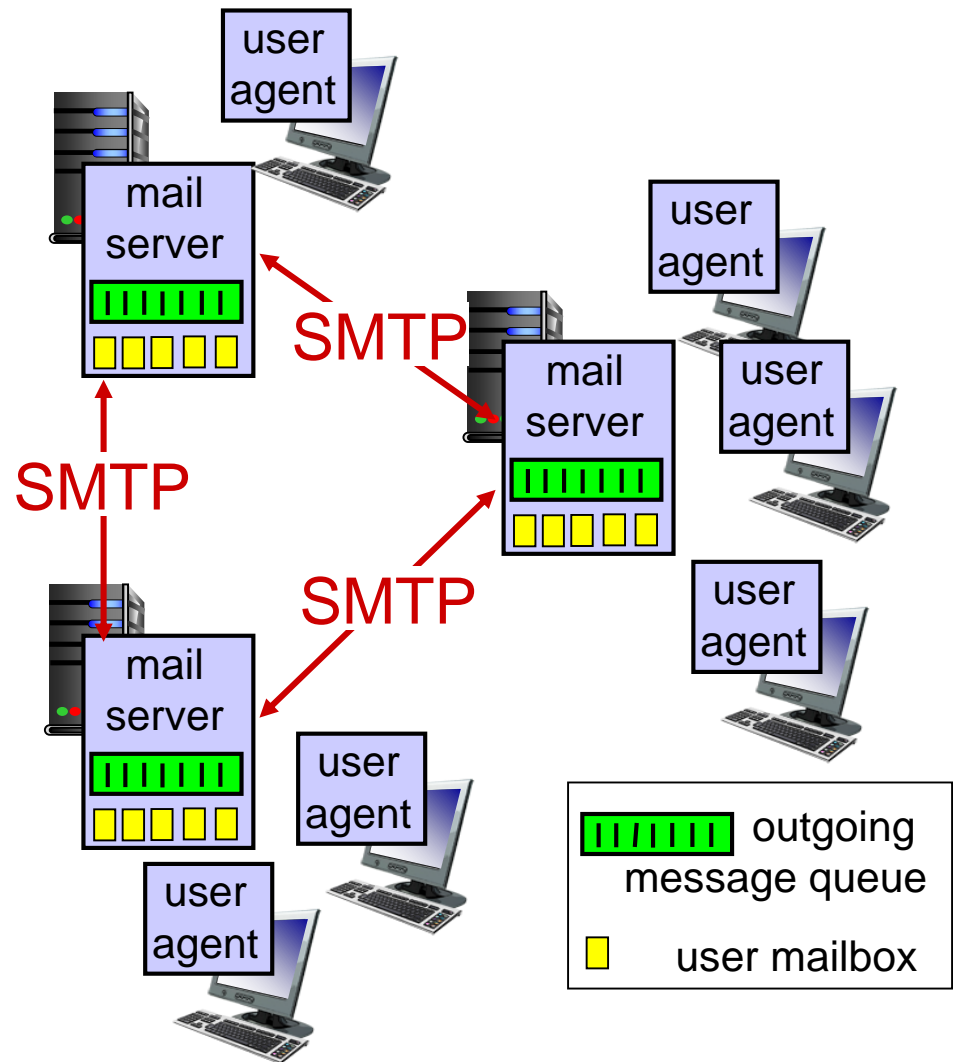 user
agent
mail
server
user
agent
SMTP
mail
server
user
agent
SMTP
SMTP
user
agent
mail
server
user
agent
outgoing
message queue
user
agent
user mailbox